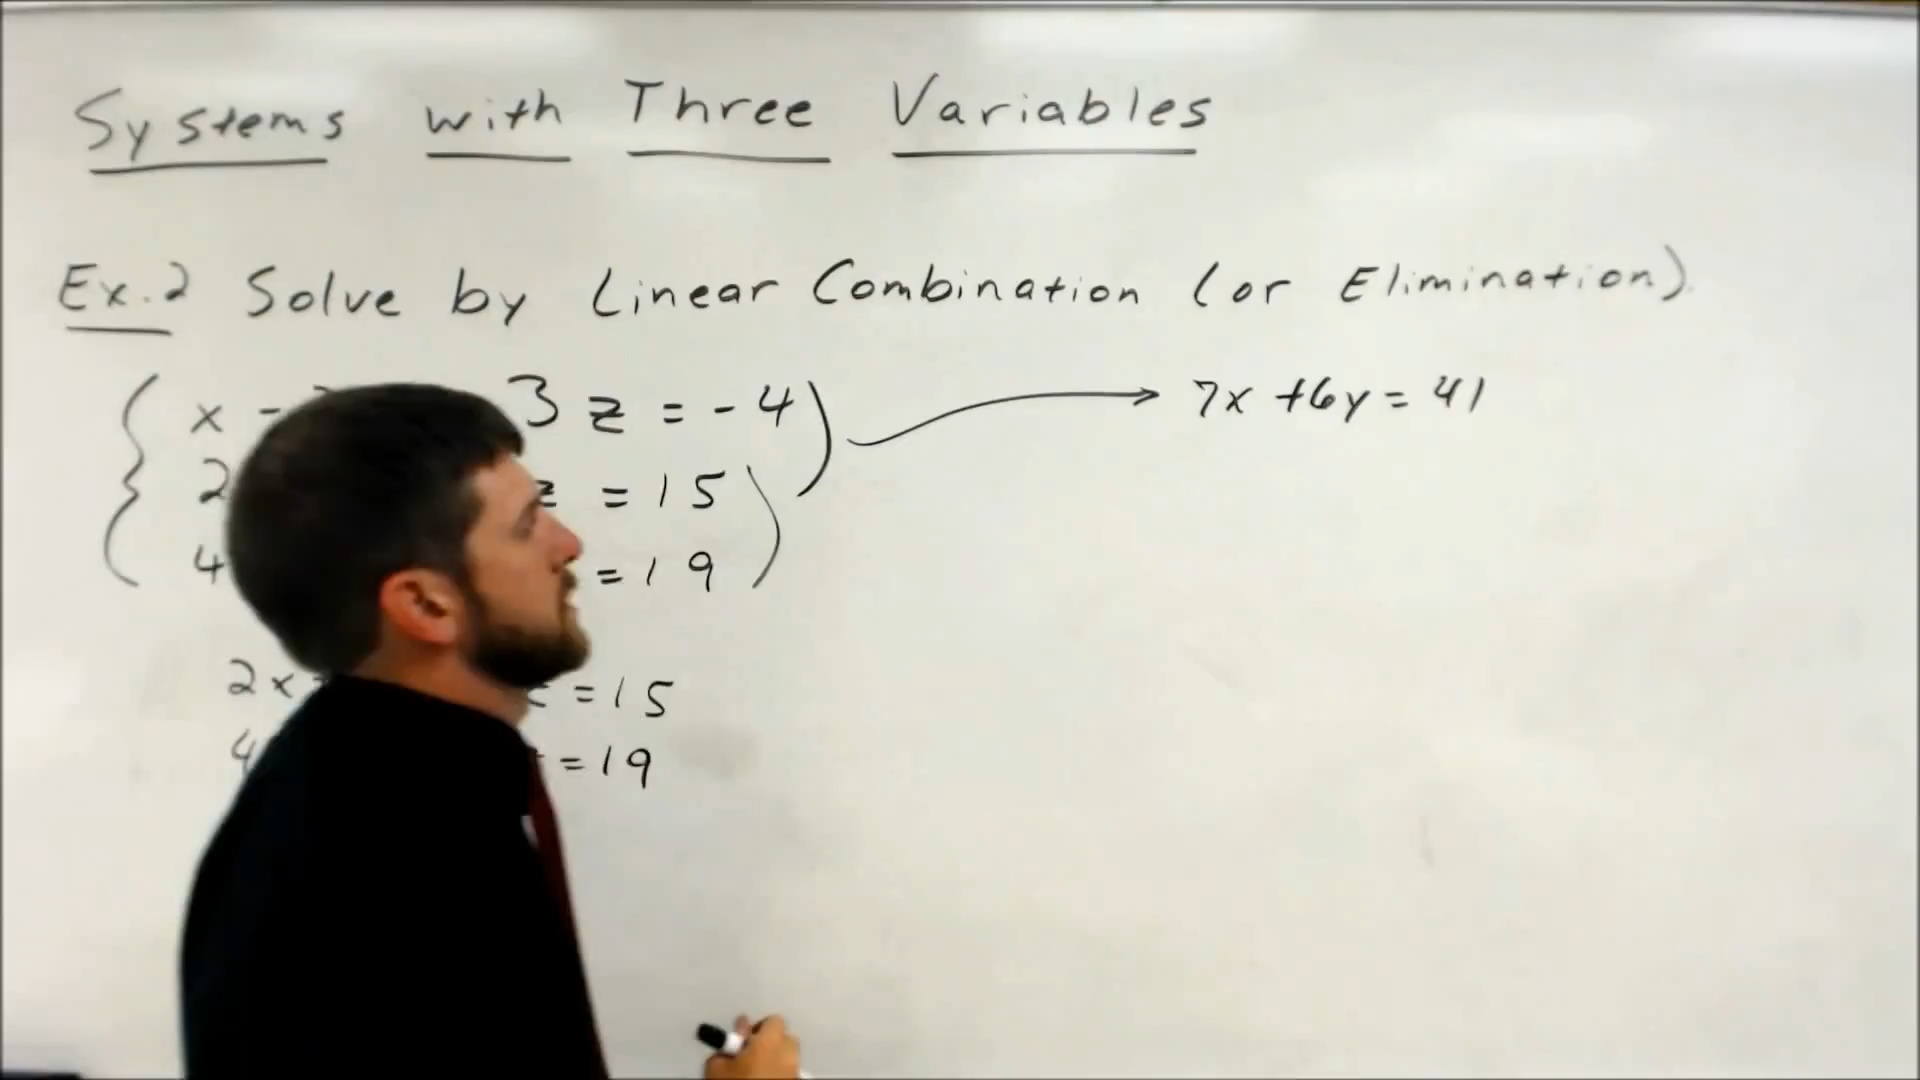 Systems with Three Variables
Ex.2 Solve by Linear Combination (or Elimination).
x - 3z = -4
7x + 6y = 41
2 z = 15
4 = 19
2x = 15
4 = 19